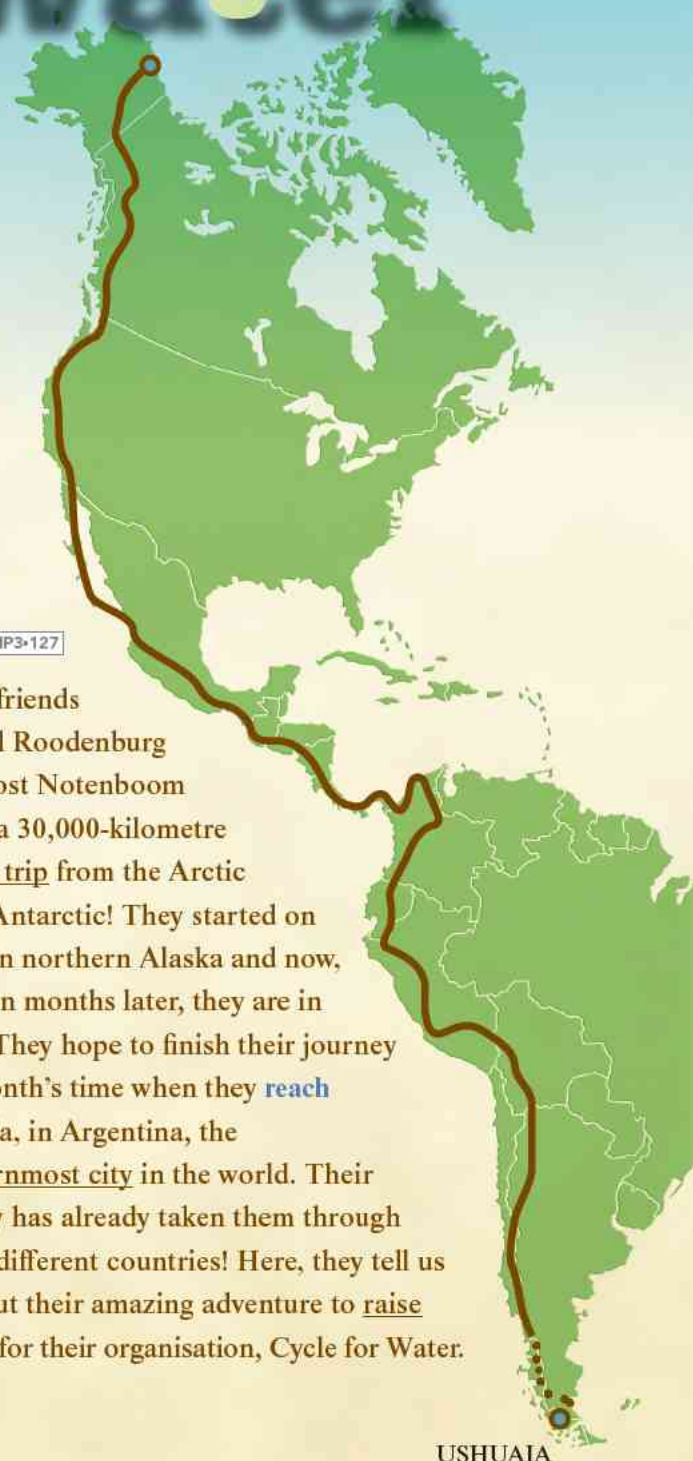 water
MP3•127
friends
Roodenburg
Notenboom
a 30,000-kilometre
trip from the Arctic
Antarctic! They started on
n northern Alaska and now,
n months later, they are in
They hope to finish their journey
onth's time when they reach
a, in Argentina, the
rnmost city in the world. Their
has already taken them through
different countries! Here, they tell us
ut their amazing adventure to raise
for their organisation, Cycle for Water.
USHUAIA